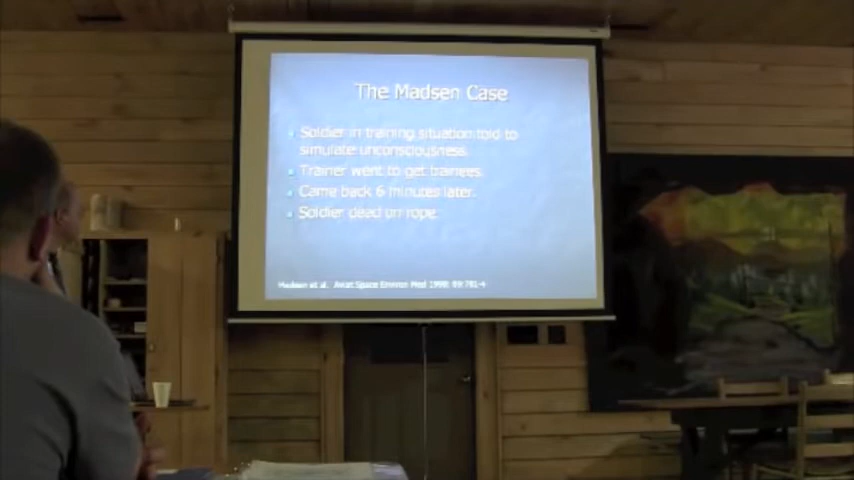 The Madsen Case
Soldier in training situation told to
simulate unconsciousness.
Trainer went to get trainees.
Came back 6 minutes later.
Soldier dead on rope
Madsen et al. Aviat Space Environ Med 1998; 69:781-4